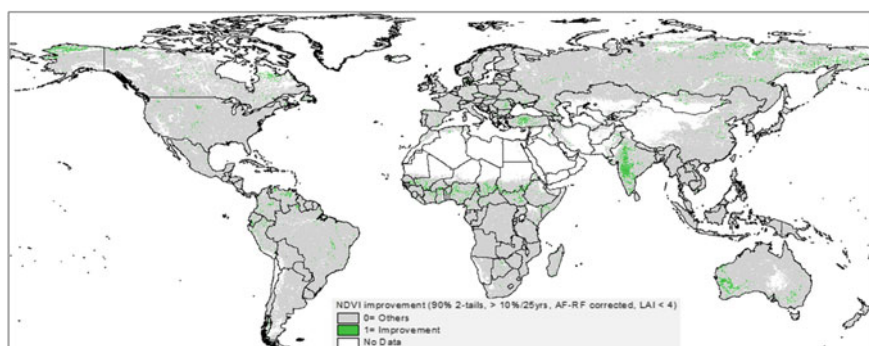 NDVI improvement (90% 2-tails, > 10%/25yrs, AF-RF corrected, LAI < 4)
0= Others
1= Improvement
No Data